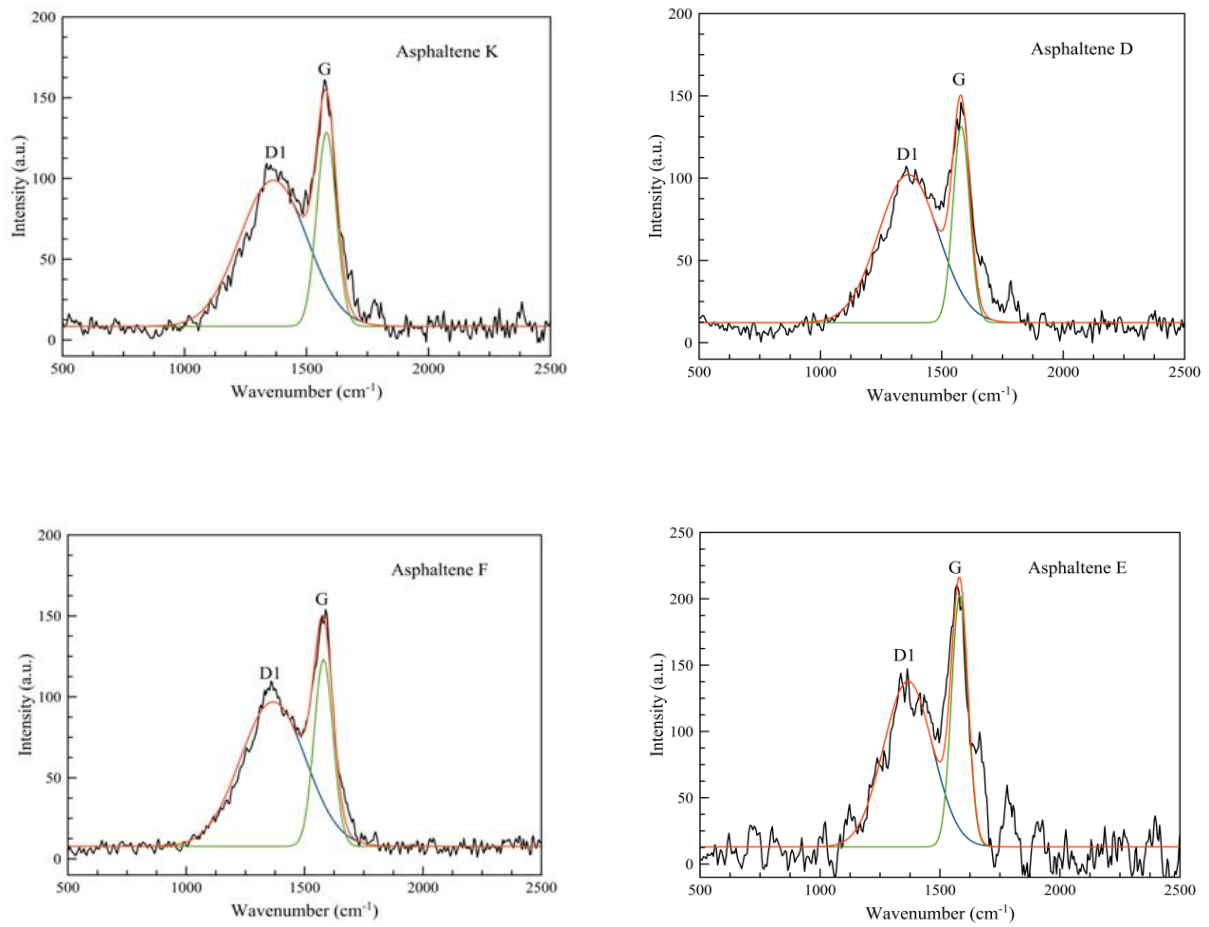 Asphaltene K
G
D1
200
150
100
50
0
Intensity (a.u.)
500 1000 1500 2000 2500
Wavenumber (cm-1)
Asphaltene D
G
D1
200
150
100
50
0
Intensity (a.u.)
500 1000 1500 2000 2500
Wavenumber (cm-1)
Asphaltene F
G
D1
200
150
100
50
0
Intensity (a.u.)
500 1000 1500 2000 2500
Wavenumber (cm-1)
Asphaltene E
G
D1
250
200
150
100
50
0
Intensity (a.u.)
500 1000 1500 2000 2500
Wavenumber (cm-1)